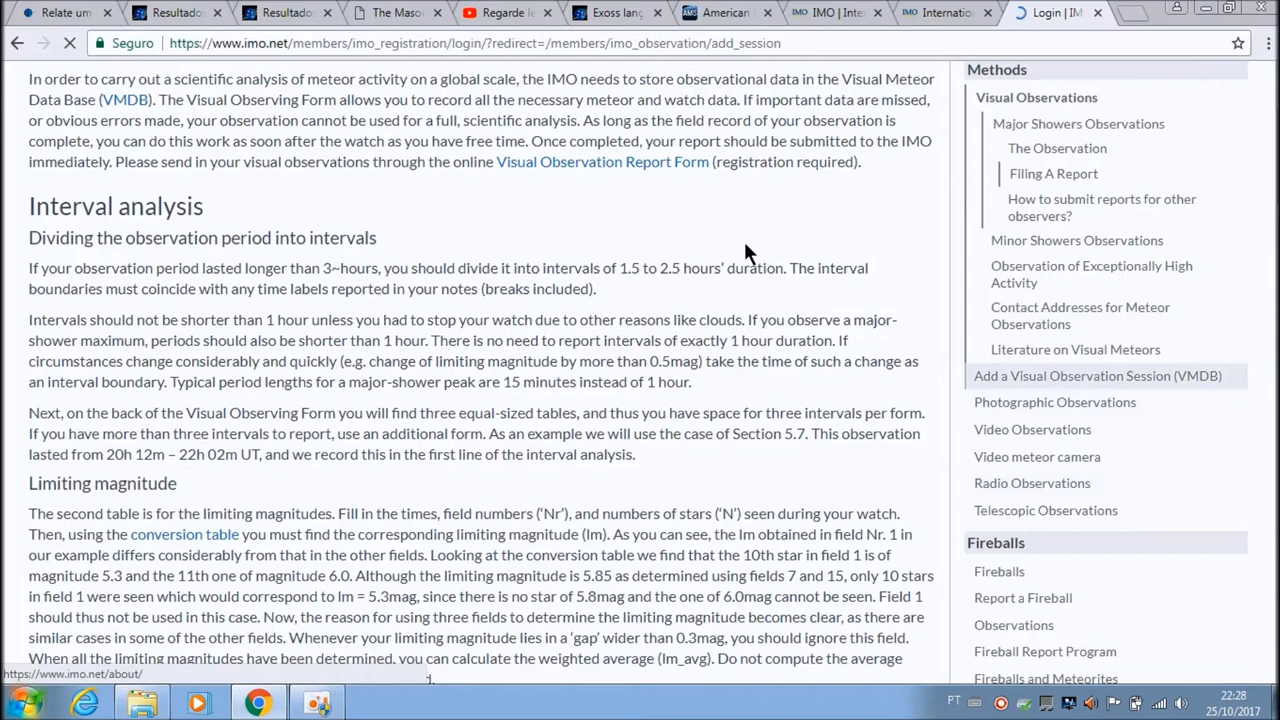 Relate um
Resultados
Resultados
The Maso
Regarde le
Exoss lang
American
IMO | Inte
Internatio
Login | IM
Seguro
https://www.imo.net/members/imo_registration/login/?redirect=/members/imo_observation/add_session
In order to carry out a scientific analysis of meteor activity on a global scale, the IMO needs to store observational data in the Visual Meteor
Data Base (VMDB). The Visual Observing Form allows you to record all the necessary meteor and watch data. If important data are missed,
or obvious errors made, your observation cannot be used for a full, scientific analysis. As long as the field record of your observation is
complete, you can do this work as soon after the watch as you have free time. Once completed, your report should be submitted to the IMO
immediately. Please send in your visual observations through the online Visual Observation Report Form (registration required).
Interval analysis
Dividing the observation period into intervals
If your observation period lasted longer than 3~hours, you should divide it into intervals of 1.5 to 2.5 hours' duration. The interval
boundaries must coincide with any time labels reported in your notes (breaks included).
Intervals should not be shorter than 1 hour unless you had to stop your watch due to other reasons like clouds. If you observe a major-
shower maximum, periods should also be shorter than 1 hour. There is no need to report intervals of exactly 1 hour duration. If
circumstances change considerably and quickly (e.g. change of limiting magnitude by more than 0.5mag) take the time of such a change as
an interval boundary. Typical period lengths for a major-shower peak are 15 minutes instead of 1 hour.
Next, on the back of the Visual Observing Form you will find three equal-sized tables, and thus you have space for three intervals per form.
If you have more than three intervals to report, use an additional form. As an example we will use the case of Section 5.7. This observation
lasted from 20h 12m – 22h 02m UT, and we record this in the first line of the interval analysis.
Limiting magnitude
The second table is for the limiting magnitudes. Fill in the times, field numbers ('Nr'), and numbers of stars ('N') seen during your watch.
Then, using the conversion table you must find the corresponding limiting magnitude (lm). As you can see, the lm obtained in field Nr. 1 in
our example differs considerably from that in the other fields. Looking at the conversion table we find that the 10th star in field 1 is of
magnitude 5.3 and the 11th one of magnitude 6.0. Although the limiting magnitude is 5.85 as determined using fields 7 and 15, only 10 stars
in field 1 were seen which would correspond to lm = 5.3mag, since there is no star of 5.8mag and the one of 6.0mag cannot be seen. Field 1
should thus not be used in this case. Now, the reason for using three fields to determine the limiting magnitude becomes clear, as there are
similar cases in some of the other fields. Whenever your limiting magnitude lies in a 'gap' wider than 0.3mag, you should ignore this field.
When all the limiting magnitudes have been determined, you can calculate the weighted average (lm_avg). Do not compute the average
https://www.imo.net/about/
Methods
Visual Observations
Major Showers Observations
The Observation
Filing A Report
How to submit reports for other
observers?
Minor Showers Observations
Observation of Exceptionally High
Activity
Contact Addresses for Meteor
Observations
Literature on Visual Meteors
Add a Visual Observation Session (VMDB)
Photographic Observations
Video Observations
Video meteor camera
Radio Observations
Telescopic Observations
Fireballs
Fireballs
Report a Fireball
Observations
Fireball Report Program
Fireballs and Meteorites
PT
22:28
25/10/2017